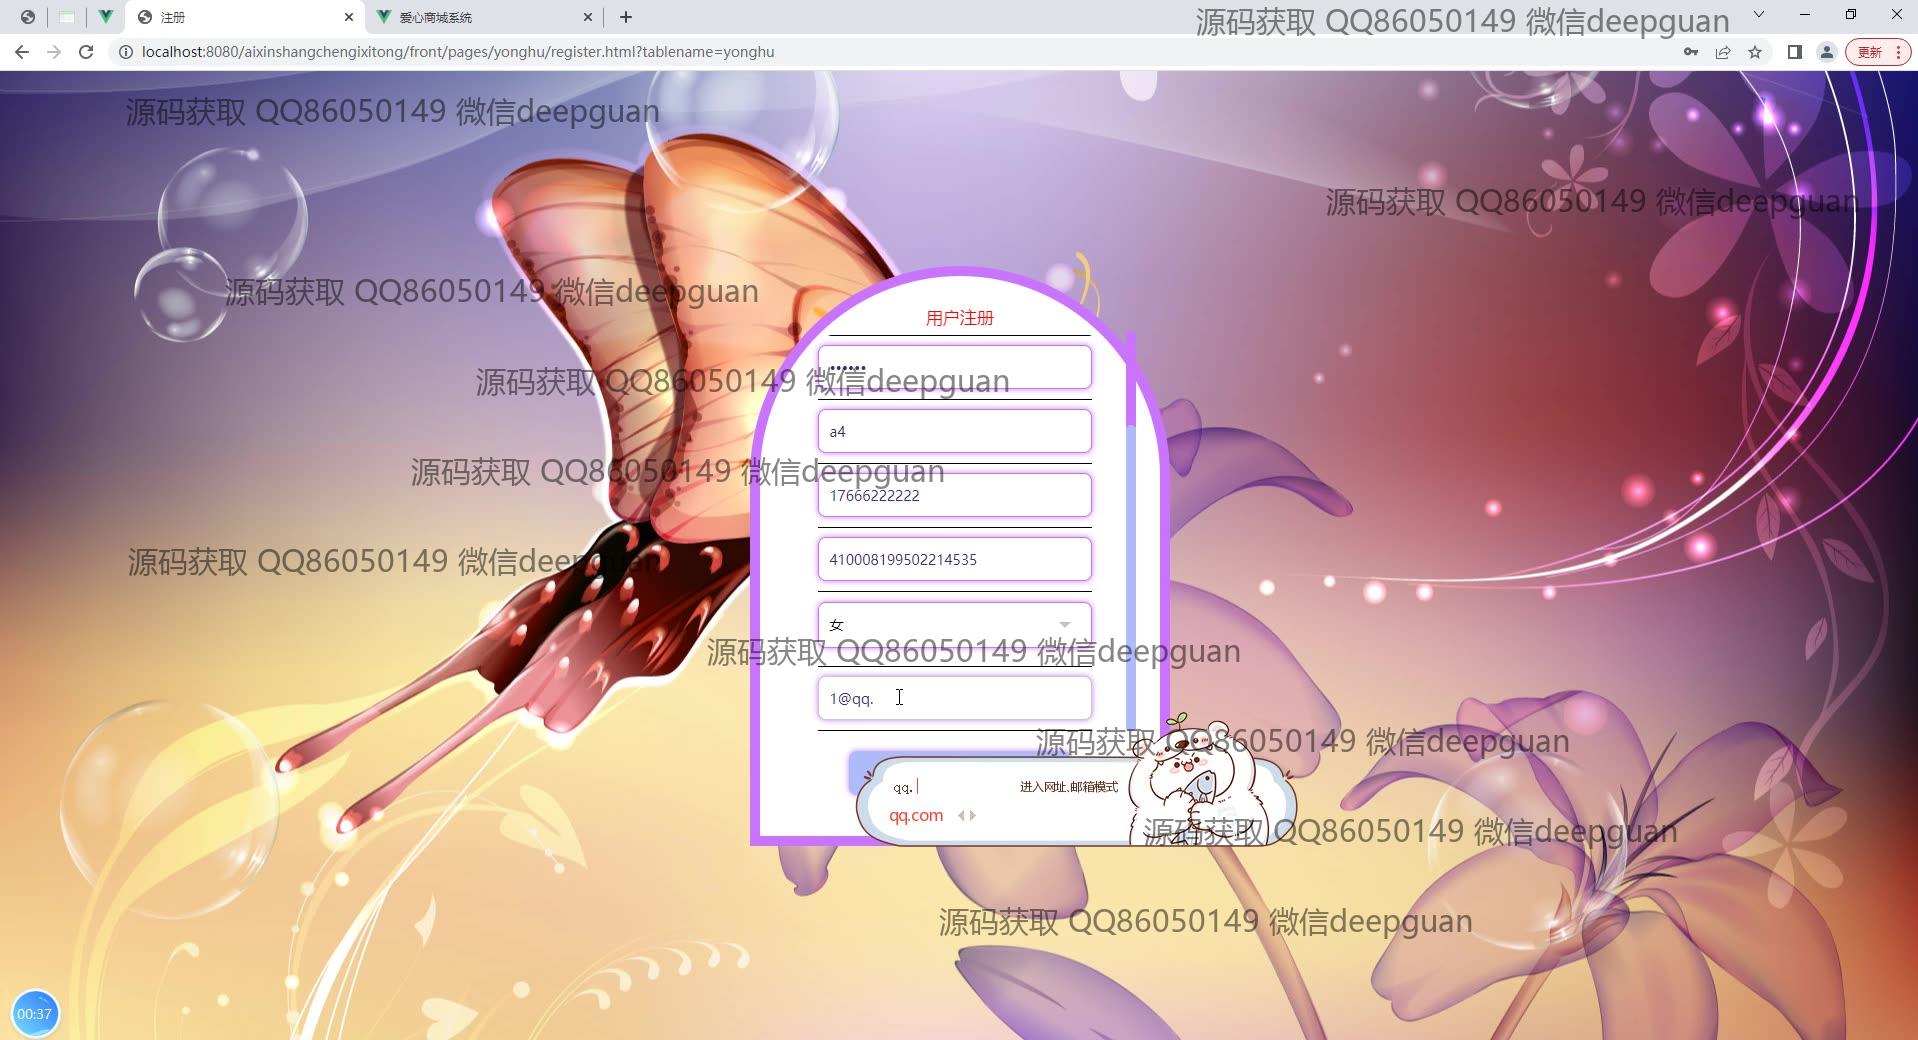 注册
爱心商城系统
源码获取 QQ86050149 微信deepguan
localhost:8080/aixinshangchengixitong/front/pages/yonghu/register.html?tablename=yonghu
更新
源码获取 QQ86050149 微信deepguan
源码获取 QQ86050149 微信deepguan
源码获取 QQ86050149 微信deepguan
用户注册
••••••
源码获取 QQ86050149 微信deepguan
a4
源码获取 QQ86050149 微信deepguan
17666222222
410008199502214535
源码获取 QQ86050149 微信deepguan
女
源码获取 QQ86050149 微信deepguan
1@qq.
源码获取 QQ86050149 微信deepguan
qq.
进入网址、邮箱模式
qq.com
源码获取 QQ86050149 微信deepguan
源码获取 QQ86050149 微信deepguan
00:37